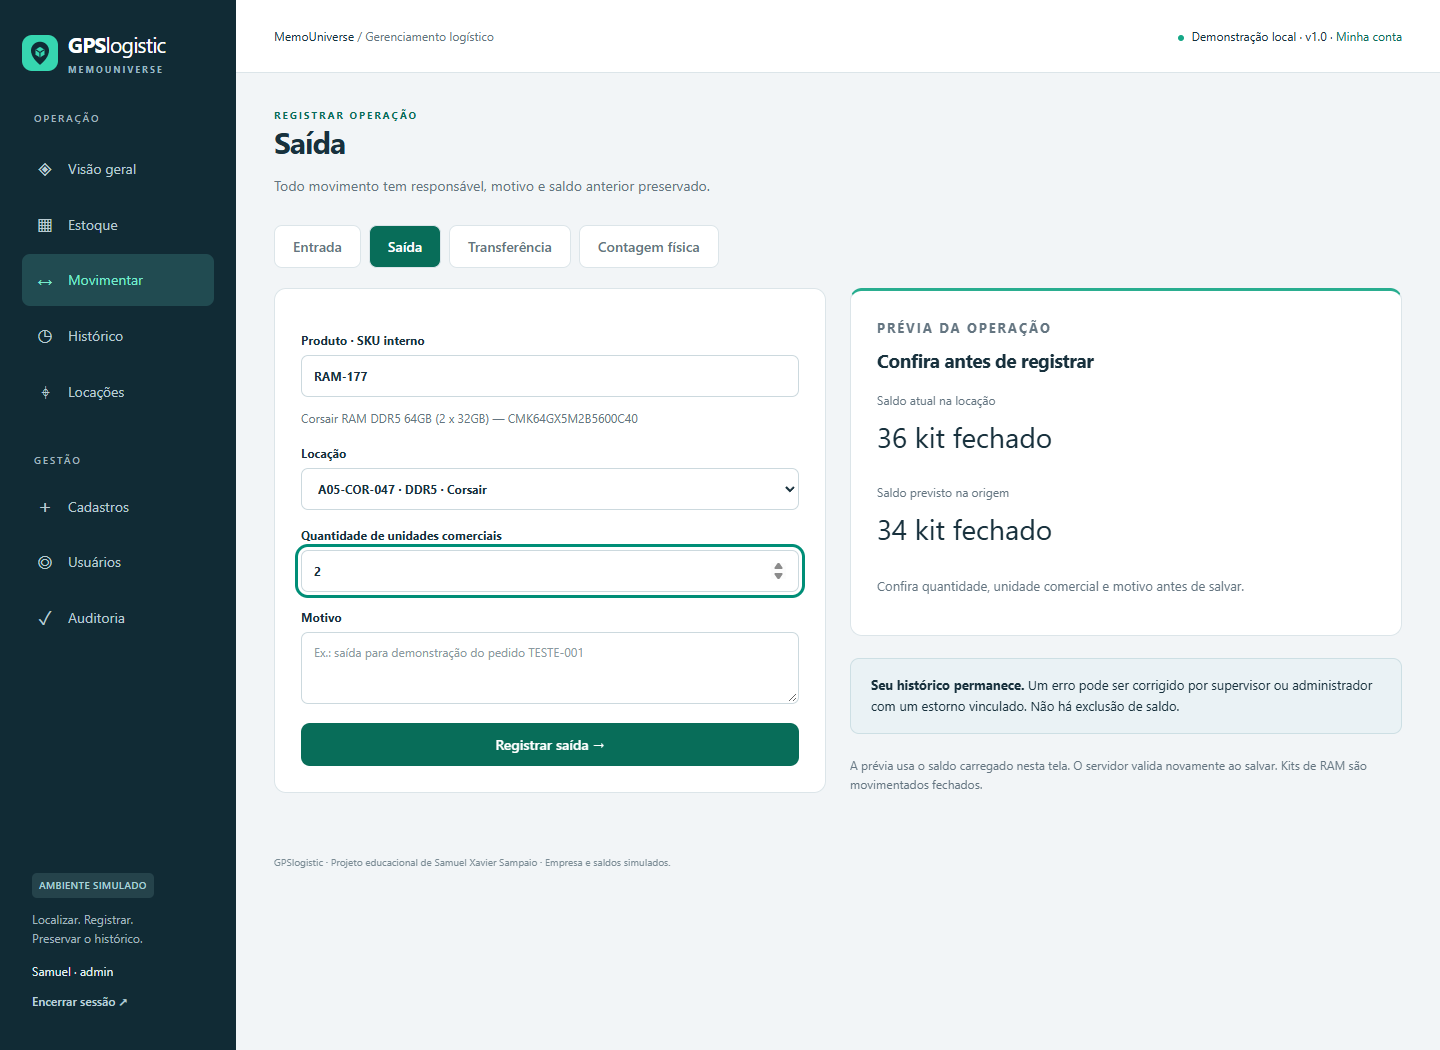 GPSlogistic
MEMOUNIVERSE
OPERAÇÃO
Visão geral
Estoque
Movimentar
Histórico
Locações
GESTÃO
Cadastros
Usuários
Auditoria
AMBIENTE SIMULADO
Localizar. Registrar.
Preservar o histórico.
Samuel · admin
Encerrar sessão ↗
MemoUniverse / Gerenciamento logístico
Demonstração local · v1.0 · Minha conta
REGISTRAR OPERAÇÃO
Saída
Todo movimento tem responsável, motivo e saldo anterior preservado.
Entrada
Saída
Transferência
Contagem física
Produto · SKU interno
RAM-177
Corsair RAM DDR5 64GB (2 x 32GB) — CMK64GX5M2B5600C40
Locação
A05-COR-047 · DDR5 · Corsair
Quantidade de unidades comerciais
2
Motivo
Ex.: saída para demonstração do pedido TESTE-001
Registrar saída →
PRÉVIA DA OPERAÇÃO
Confira antes de registrar
Saldo atual na locação
36 kit fechado
Saldo previsto na origem
34 kit fechado
Confira quantidade, unidade comercial e motivo antes de salvar.
Seu histórico permanece. Um erro pode ser corrigido por supervisor ou administrador
com um estorno vinculado. Não há exclusão de saldo.
A prévia usa o saldo carregado nesta tela. O servidor valida novamente ao salvar. Kits de RAM são
movimentados fechados.
GPSlogistic · Projeto educacional de Samuel Xavier Sampaio · Empresa e saldos simulados.